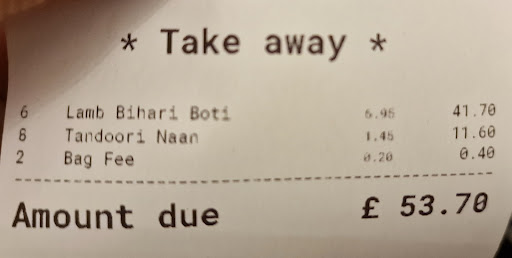 * Take away *
6 Lamb Bihari Boti 6.95 41.70
8 Tandoori Naan 1.45 11.60
2 Bag Fee 0.20 0.40
Amount due £ 53.70